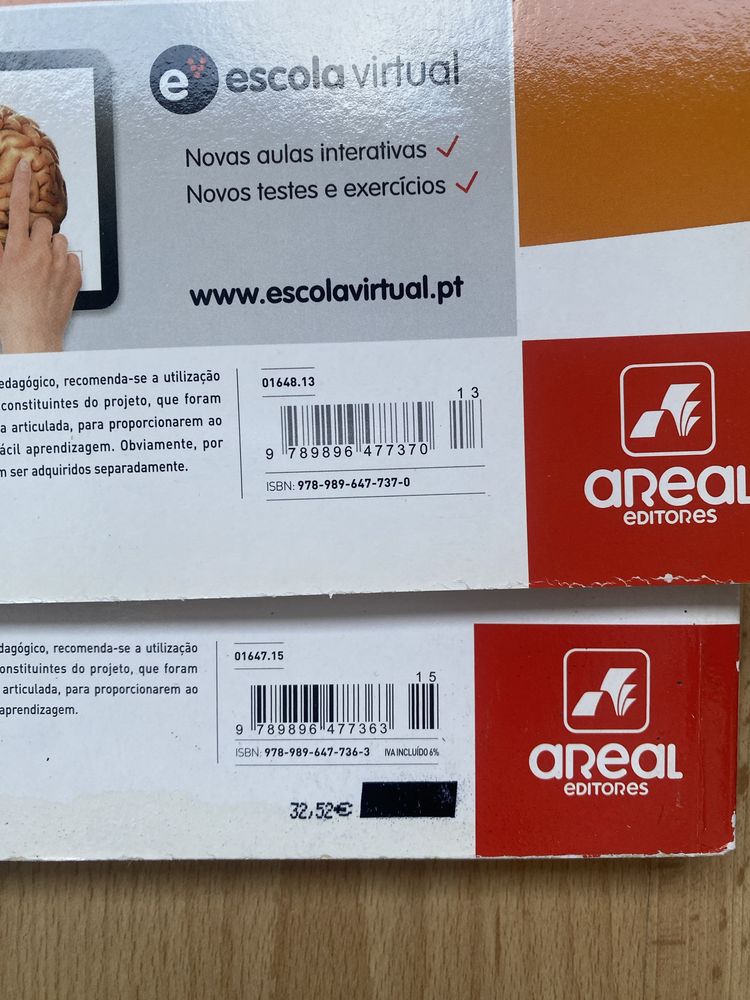 e escola virtual
Novas aulas interativas
Novos testes e exercícios
www.escolavirtual.pt
edagógico, recomenda-se a utilização
constituintes do projeto, que foram
a articulada, para proporcionarem ao
ácil aprendizagem. Obviamente, por
m ser adquiridos separadamente.
01648.13
13
9 789896 477370
ISBN: 978-989-647-737-0
AREAL
EDITORES
dagógico, recomenda-se a utilização
onstituintes do projeto, que foram
articulada, para proporcionarem ao
aprendizagem.
01647.15
15
9 789896 477363
ISBN: 978-989-647-736-3 IVA INCLUÍDO 6%
32,52€
AREAL
EDITORES